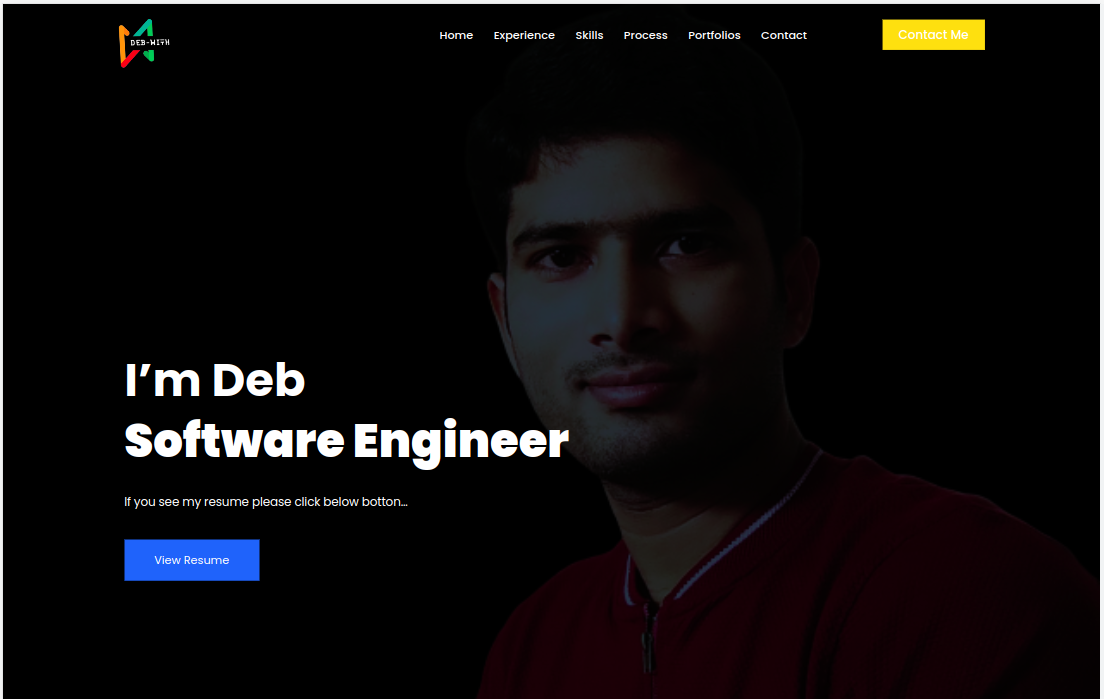 DEB-WITH
Home Experience Skills Process Portfolios Contact Contact Me
I’m Deb
Software Engineer
If you see my resume please click below botton...
View Resume